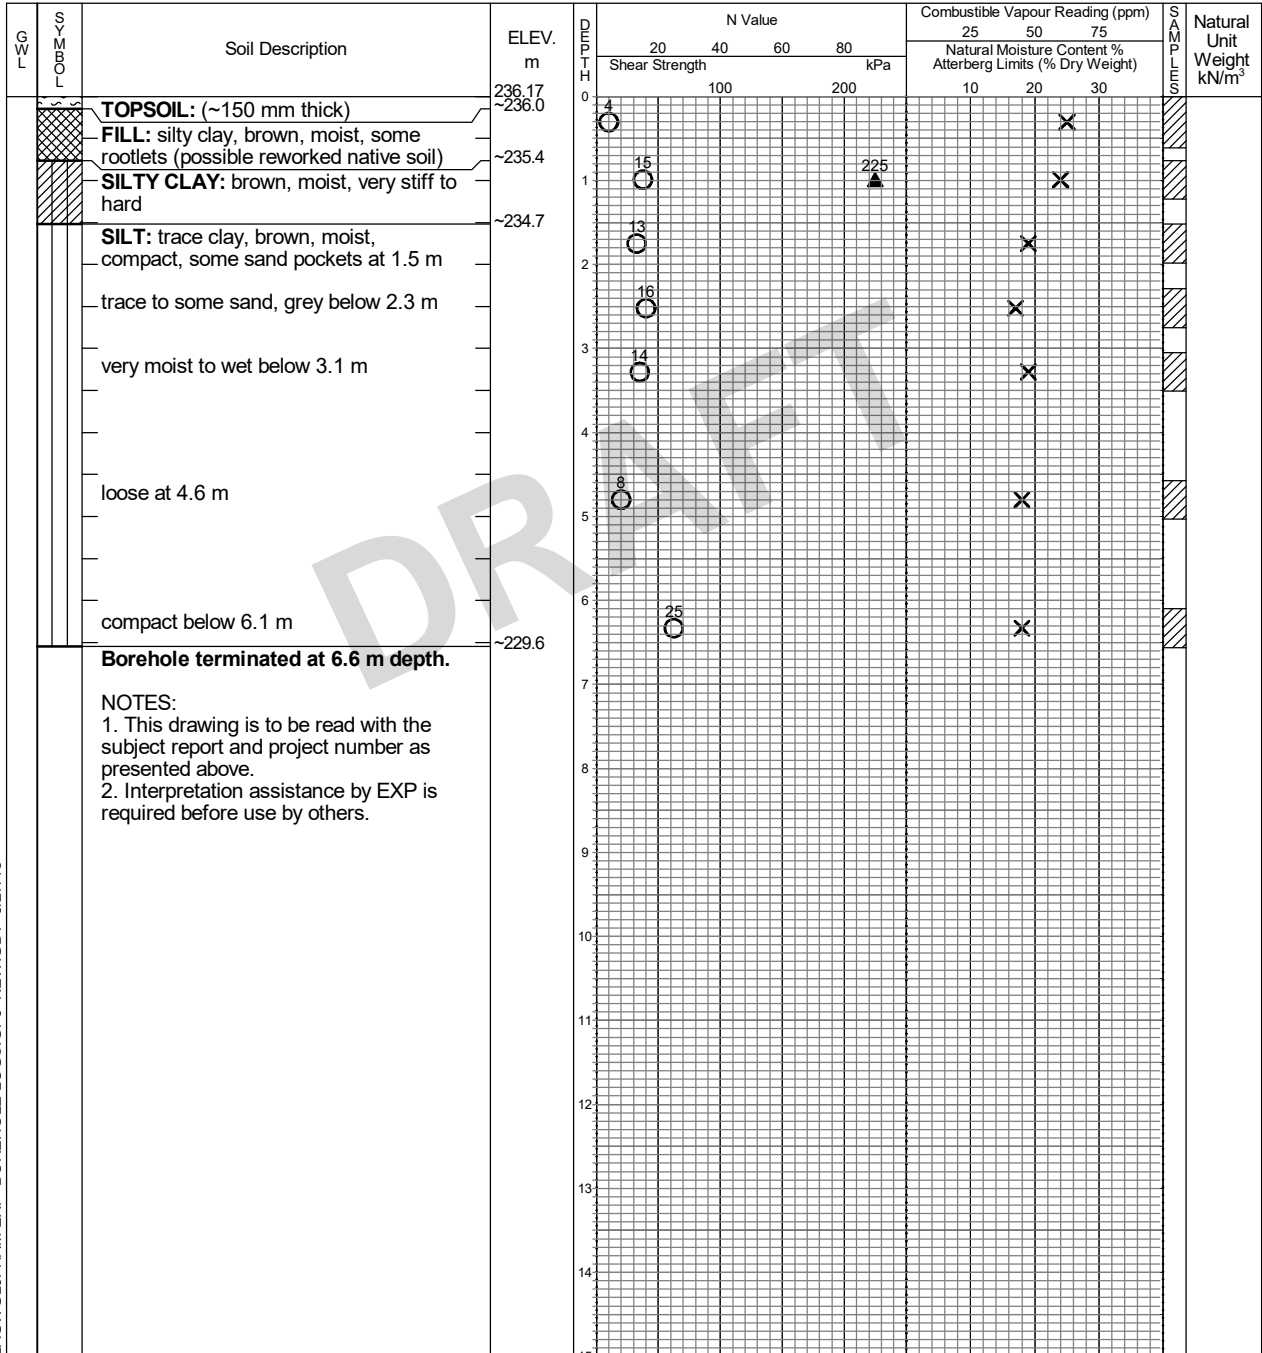 GWL
SYMBOL
Soil Description
ELEV.
m
DEPTH
N Value
20 40 60 80
Shear Strength kPa
100 200
Combustible Vapour Reading (ppm)
25 50 75
Natural Moisture Content %
Atterberg Limits (% Dry Weight)
10 20 30
SAMPLES
Natural
Unit
Weight
kN/m³
236.17
0
TOPSOIL: (~150 mm thick)
~236.0
4
FILL: silty clay, brown, moist, some
rootlets (possible reworked native soil)
~235.4
15
225
SILTY CLAY: brown, moist, very stiff to
hard
1
~234.7
13
SILT: trace clay, brown, moist,
compact, some sand pockets at 1.5 m
2
trace to some sand, grey below 2.3 m
16
3
very moist to wet below 3.1 m
14
4
loose at 4.6 m
8
5
6
compact below 6.1 m
25
~229.6
Borehole terminated at 6.6 m depth.
7
NOTES:
1. This drawing is to be read with the
subject report and project number as
presented above.
2. Interpretation assistance by EXP is
required before use by others.
8
9
10
11
12
13
14
DRAFT